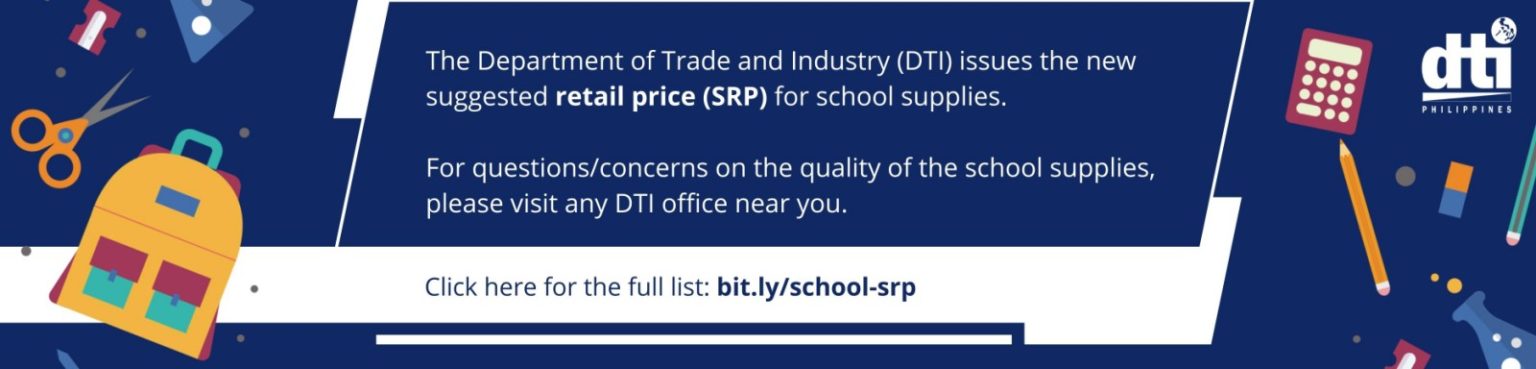 The Department of Trade and Industry (DTI) issues the new
suggested retail price (SRP) for school supplies.
For questions/concerns on the quality of the school supplies,
please visit any DTI office near you.
Click here for the full list: bit.ly/school-srp
dti
PHILIPPINES